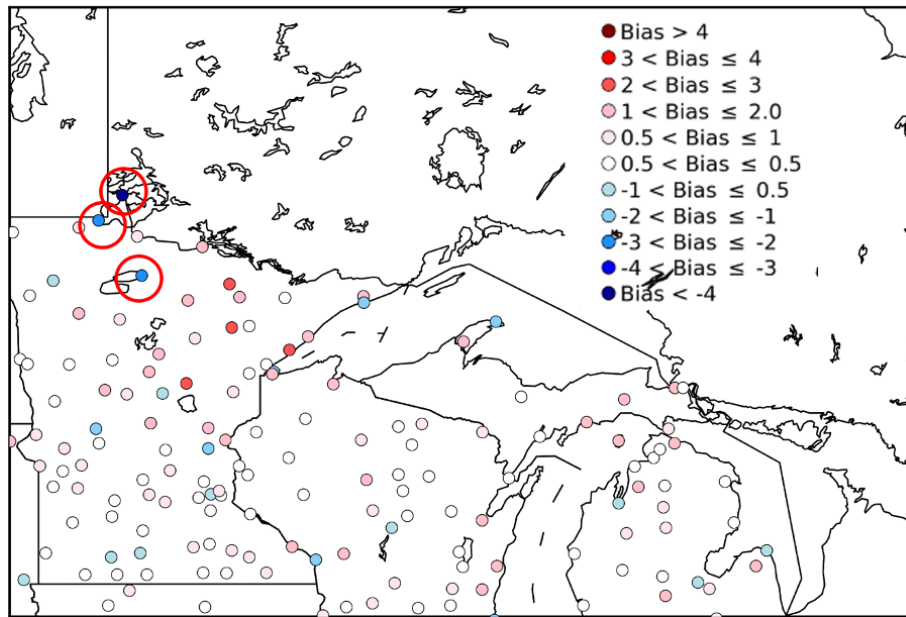 Bias > 4
3 < Bias ≤ 4
2 < Bias ≤ 3
1 < Bias ≤ 2.0
0.5 < Bias ≤ 1
0.5 < Bias ≤ 0.5
-1 < Bias ≤ 0.5
-2 < Bias ≤ -1
-3 < Bias ≤ -2
-4 < Bias ≤ -3
Bias < -4